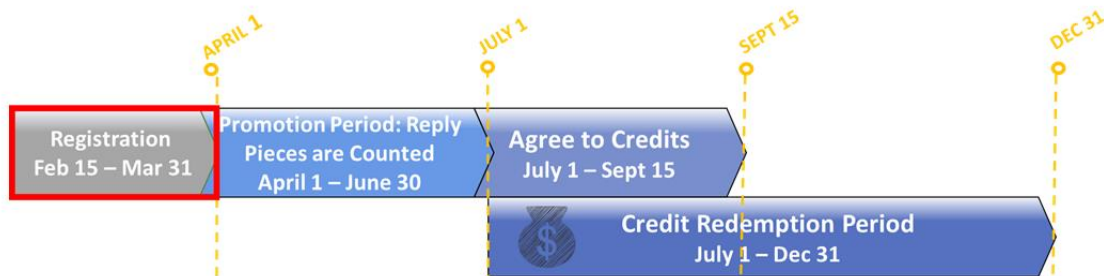 APRIL 1
JULY 1
SEPT 15
DEC 31
Registration
Feb 15 – Mar 31
Promotion Period: Reply
Pieces are Counted
April 1 – June 30
Agree to Credits
July 1 – Sept 15
$
Credit Redemption Period
July 1 – Dec 31